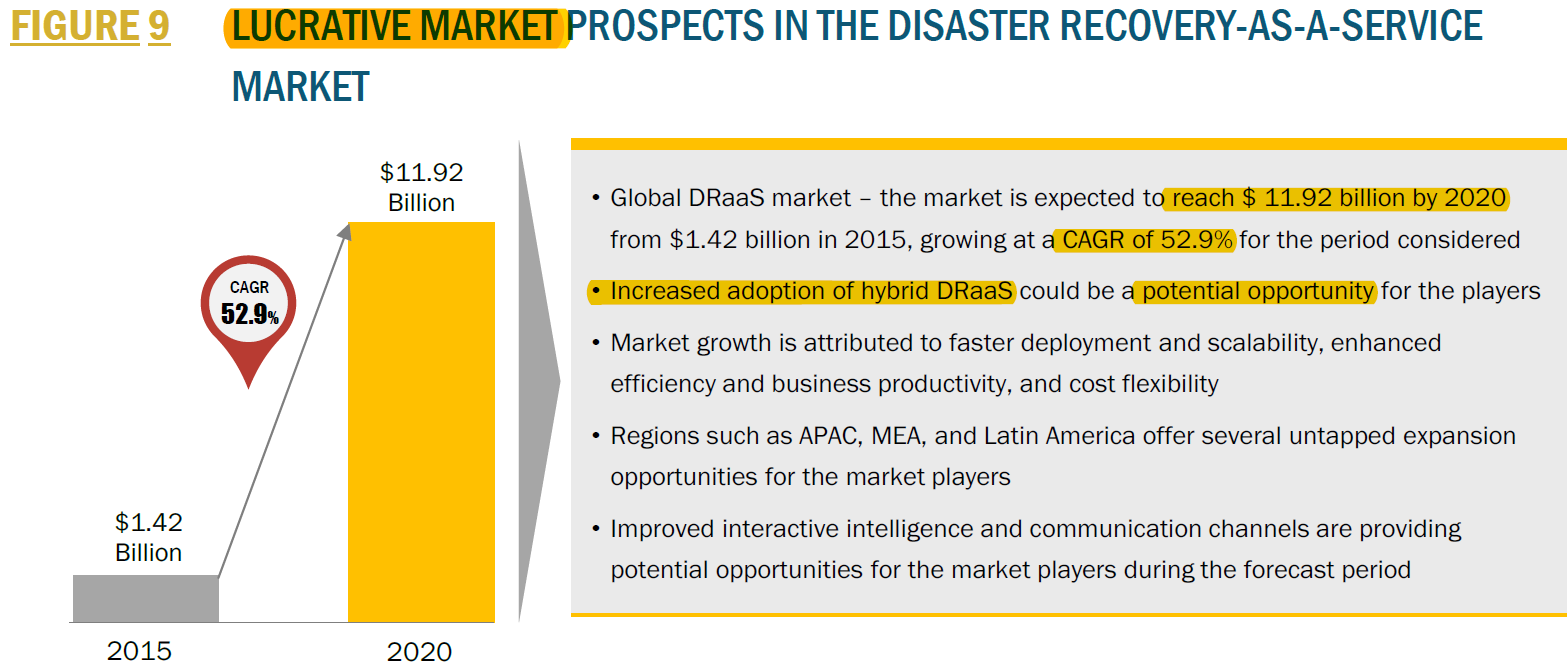 FIGURE 9
LUCRATIVE MARKET PROSPECTS IN THE DISASTER RECOVERY-AS-A-SERVICE
MARKET
$11.92
Billion
CAGR
52.9%
$1.42
Billion
2015
2020
• Global DRaaS market – the market is expected to reach $ 11.92 billion by 2020
from $1.42 billion in 2015, growing at a CAGR of 52.9% for the period considered
• Increased adoption of hybrid DRaaS could be a potential opportunity for the players
• Market growth is attributed to faster deployment and scalability, enhanced
efficiency and business productivity, and cost flexibility
• Regions such as APAC, MEA, and Latin America offer several untapped expansion
opportunities for the market players
• Improved interactive intelligence and communication channels are providing
potential opportunities for the market players during the forecast period